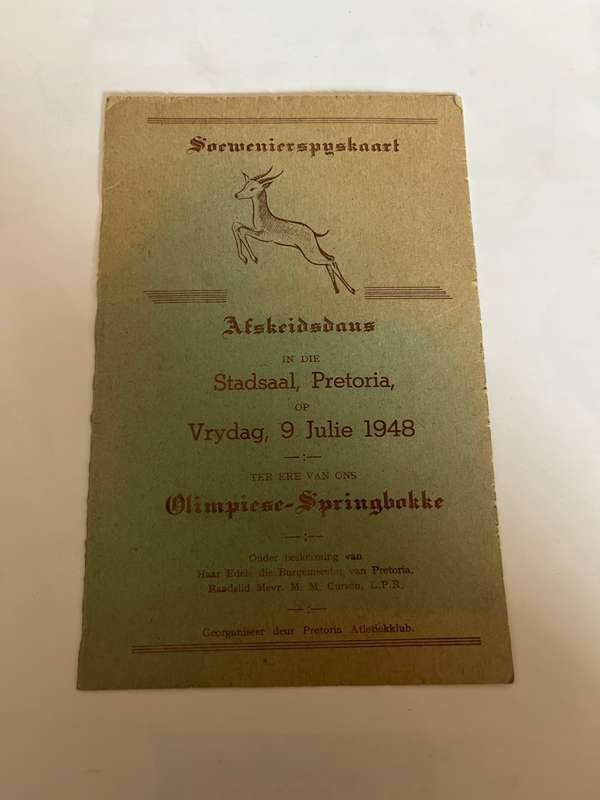 Soewenierspyskaart
Afskeidsdans
IN DIE
Stadsaal, Pretoria,
OP
Vrydag, 9 Julie 1948
TER ERE VAN ONS
Olimpiese-Springbokke
Onder beskerming van
Haar Edele die Burgemeester van Pretoria,
Raadslid Mevr. M. M. Curson, L.P.R.
Georganiseer deur Pretoria Atletiekklub.